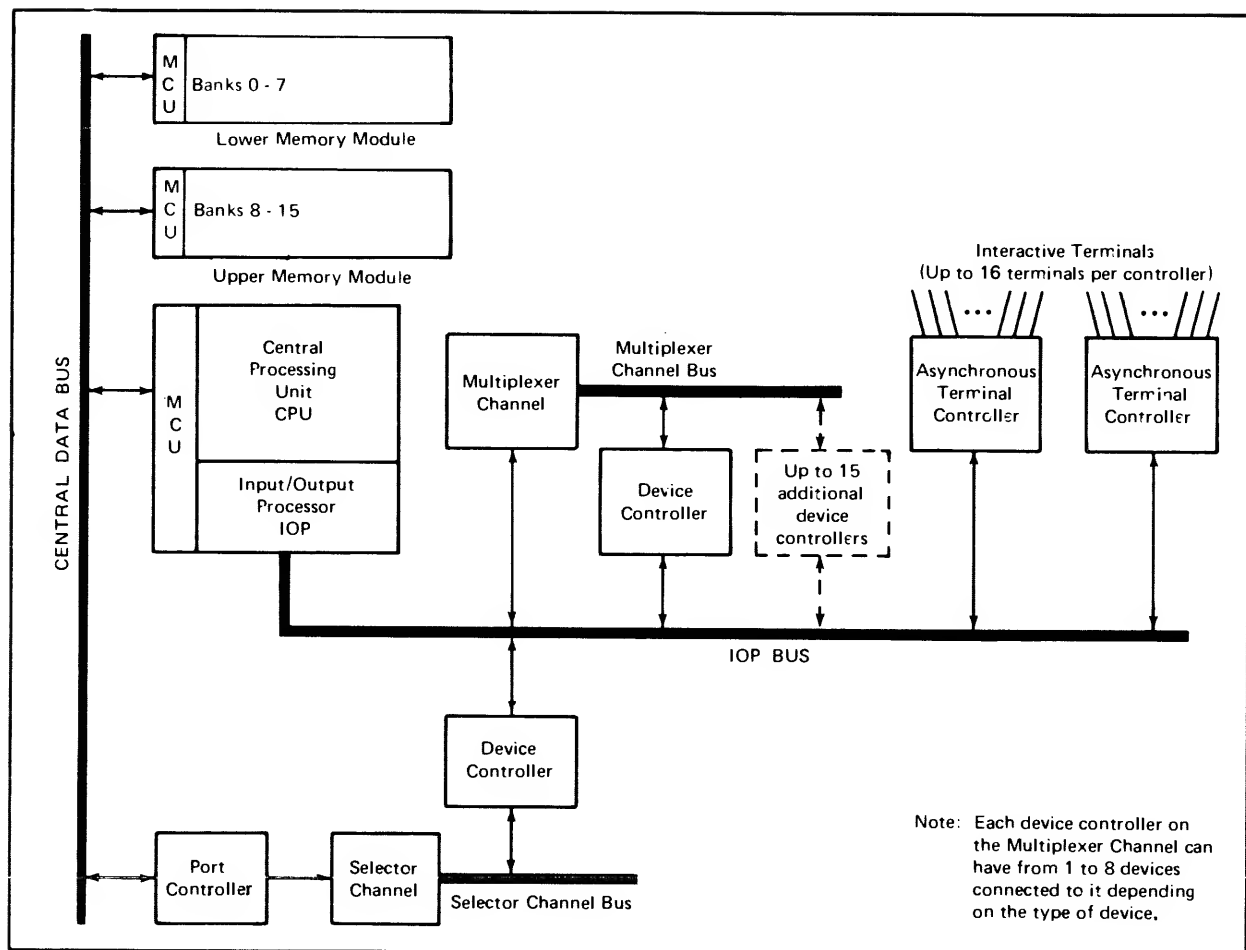 CENTRAL DATA BUS
M
C
U
Banks 0 - 7
Lower Memory Module
M
C
U
Banks 8 - 15
Upper Memory Module
M
C
U
Central
Processing
Unit
CPU
Input/Output
Processor
IOP
Multiplexer
Channel
Multiplexer
Channel Bus
Device
Controller
Up to 15
additional
device
controllers
Interactive Terminals
(Up to 16 terminals per controller)
•••
•••
Asynchronous
Terminal
Controller
Asynchronous
Terminal
Controller
IOP BUS
Device
Controller
Port
Controller
Selector
Channel
Selector Channel Bus
Note: Each device controller on
the Multiplexer Channel can
have from 1 to 8 devices
connected to it depending
on the type of device.